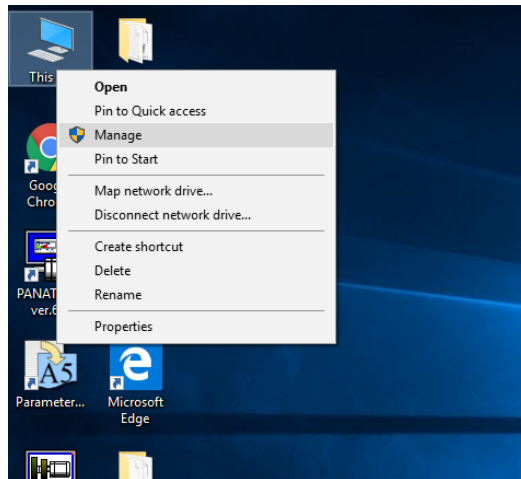 This
Open
Pin to Quick access
Manage
Pin to Start
Map network drive...
Disconnect network drive...
Create shortcut
Delete
Rename
Properties
Goog
Chro
PANAT
ver.6
A5
Parameter...
Microsoft
Edge